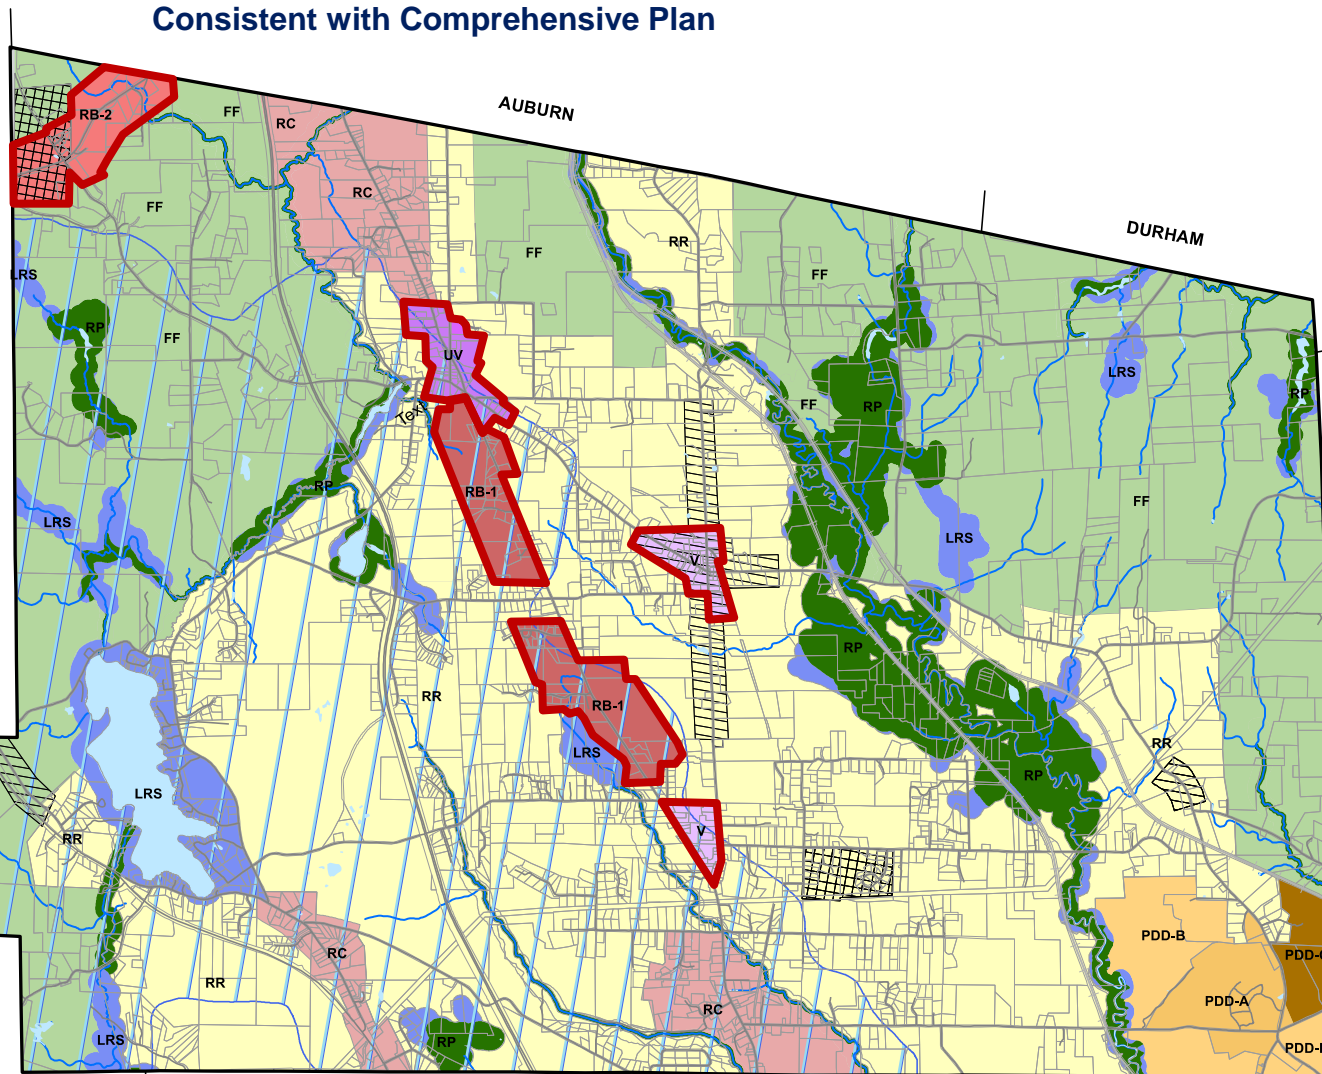 Consistent with Comprehensive Plan
AUBURN
DURHAM
RB-2
FF
RC
RC
FF
RR
FF
FF
LRS
RP
FF
UV
LRS
RP
FF
RP
Text
RP
RB-1
LRS
FF
LRS
V
RP
RR
RB-1
LRS
RR
RP
LRS
V
RR
PDD-B
RC
RR
PDD-A
RC
LRS
RP